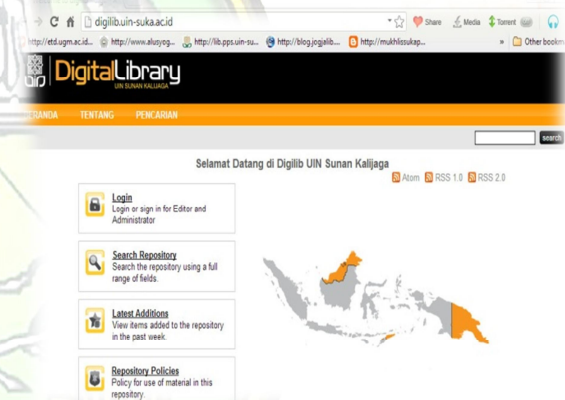 digilib.uin-suka.ac.id Share Media Torrent
http://etd.ugm.ac.id... http://www.alusyog... http://lib.pps.uin-su... http://blog.jogjalib.... http://mukhlissukap... » Other bookm
DigitalLibrary
UIN SUNAN KALIJAGA
ERANDA TENTANG PENCARIAN
search
Selamat Datang di Digilib UIN Sunan Kalijaga
Atom RSS 1.0 RSS 2.0
Login
Login or sign in for Editor and
Administrator
Search Repository
Search the repository using a full
range of fields.
Latest Additions
View items added to the repository
in the past week.
Repository Policies
Policy for use of material in this
repository.